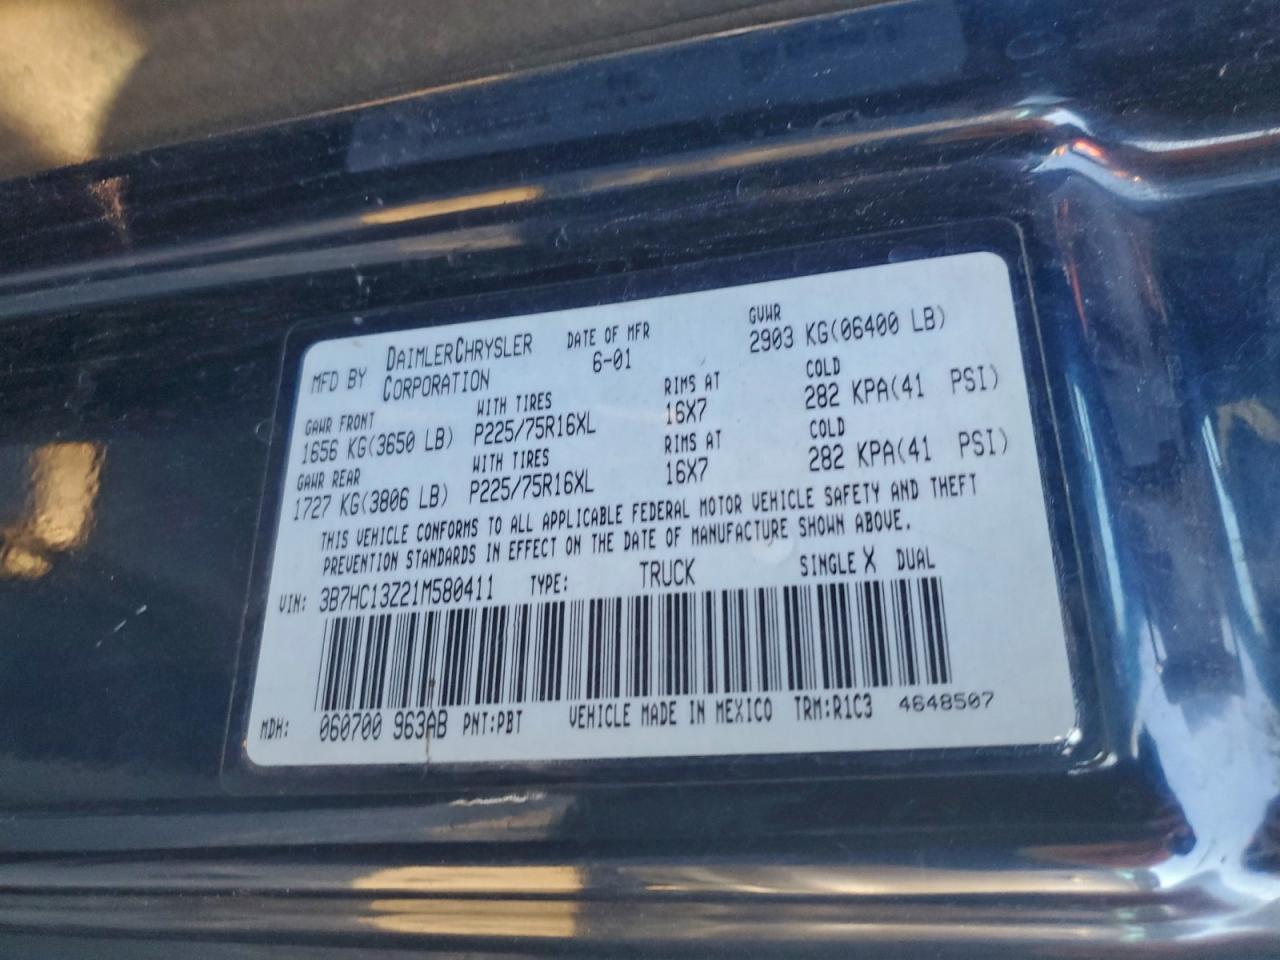 MFD BY DAIMLERCHRYSLER CORPORATION DATE OF MFR 6-01 GVWR 2903 KG(06400 LB)
GAWR FRONT WITH TIRES RIMS AT COLD
1656 KG(3650 LB) P225/75R16XL 16X7 282 KPA(41 PSI)
GAWR REAR WITH TIRES RIMS AT COLD
1727 KG(3806 LB) P225/75R16XL 16X7 282 KPA(41 PSI)
THIS VEHICLE CONFORMS TO ALL APPLICABLE FEDERAL MOTOR VEHICLE SAFETY AND THEFT
PREVENTION STANDARDS IN EFFECT ON THE DATE OF MANUFACTURE SHOWN ABOVE.
VIN: 3B7HC13Z21M580411 TYPE: TRUCK SINGLE X DUAL
MDH: 060700 963AB PNT:PBT VEHICLE MADE IN MEXICO TRM:R1C3 4648507